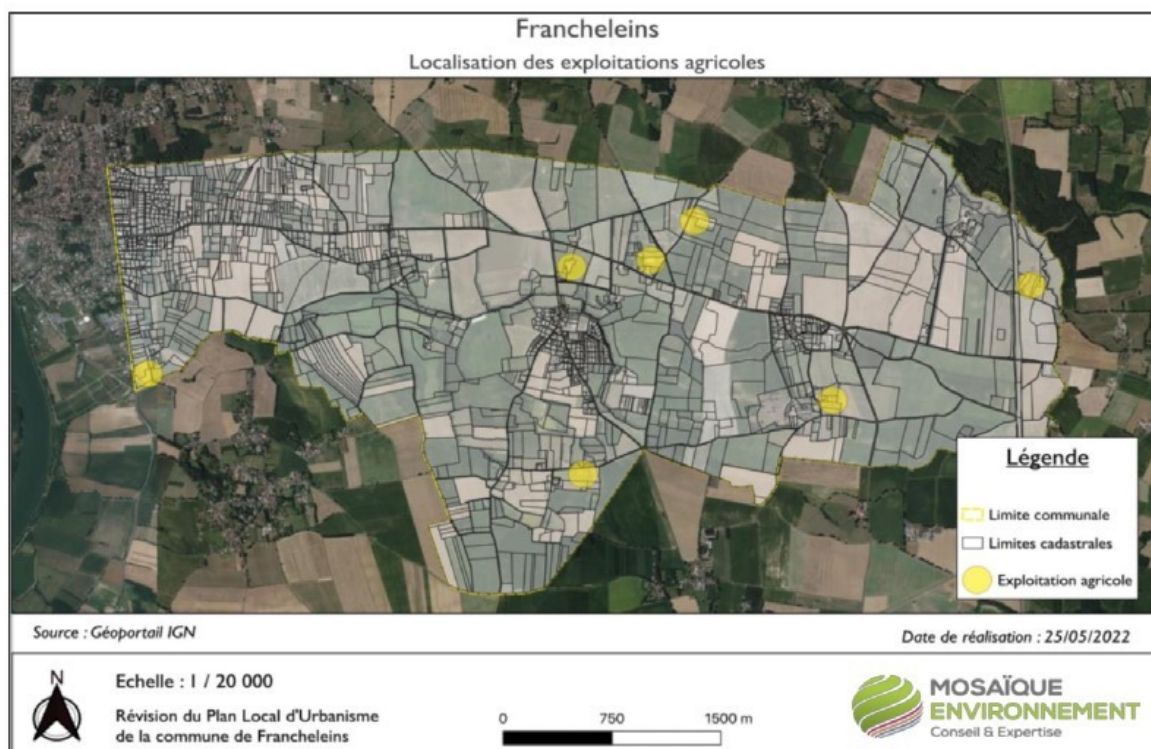 Francheleins
Localisation des exploitations agricoles
Légende
Limite communale
Limites cadastrales
Exploitation agricole
Source : Géoportail IGN
Date de réalisation : 25/05/2022
N
Echelle : 1 / 20 000
Révision du Plan Local d'Urbanisme
de la commune de Francheleins
0 750 1500 m
MOSAÏQUE
ENVIRONNEMENT
Conseil & Expertise